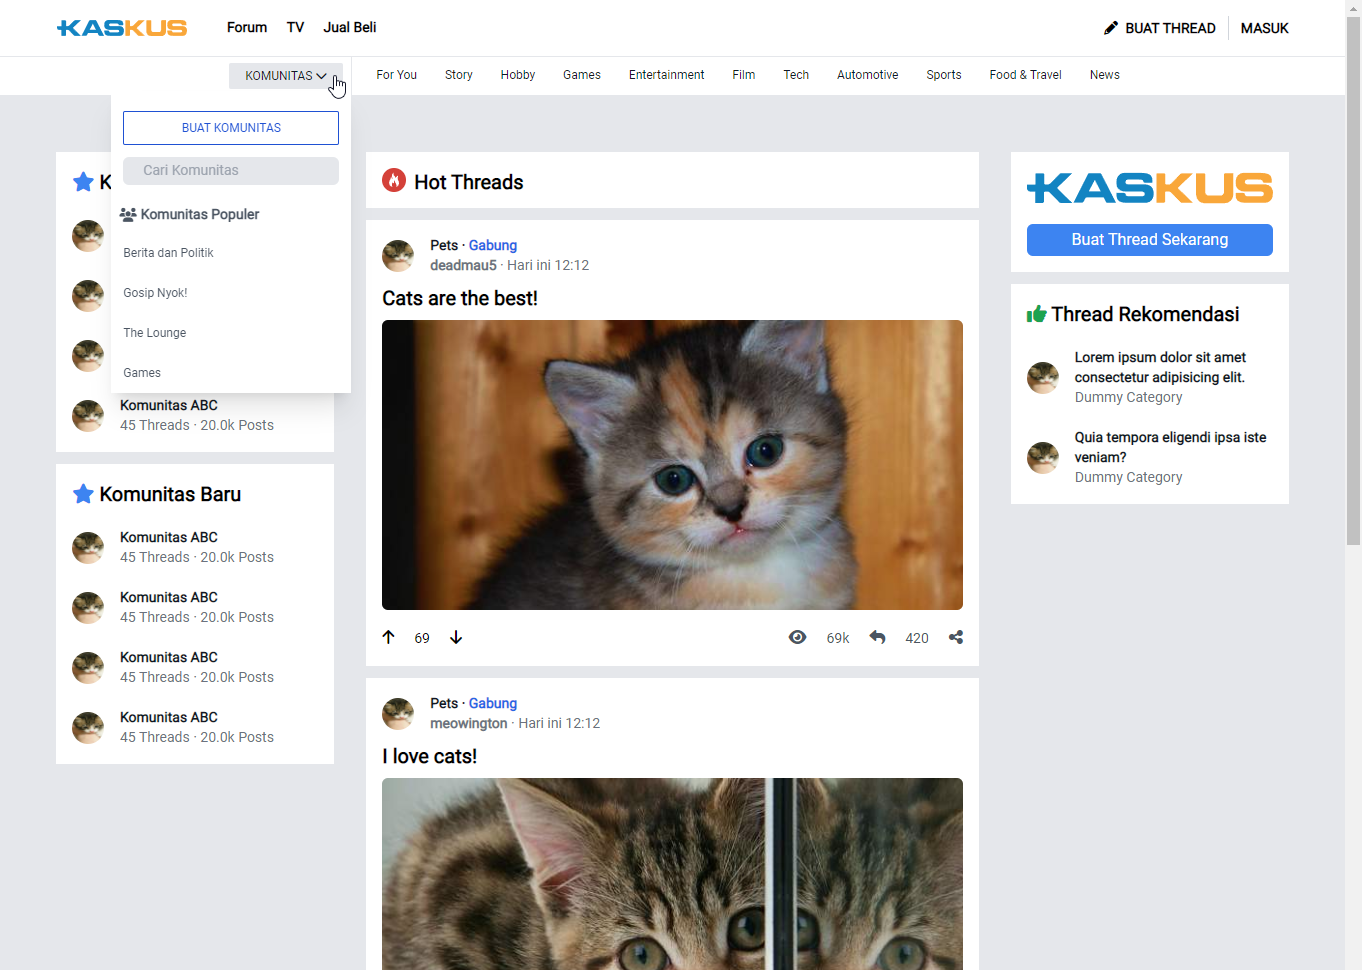 KASKUS
Forum TV Jual Beli
BUAT THREAD MASUK
KOMUNITAS
For You Story Hobby Games Entertainment Film Tech Automotive Sports Food & Travel News
BUAT KOMUNITAS
Cari Komunitas
Komunitas Populer
Berita dan Politik
Gosip Nyok!
The Lounge
Games
K
Komunitas ABC
45 Threads · 20.0k Posts
Komunitas Baru
Komunitas ABC
45 Threads · 20.0k Posts
Komunitas ABC
45 Threads · 20.0k Posts
Komunitas ABC
45 Threads · 20.0k Posts
Komunitas ABC
45 Threads · 20.0k Posts
Hot Threads
Pets · Gabung
deadmau5 · Hari ini 12:12
Cats are the best!
69 69k 420
Pets · Gabung
meowington · Hari ini 12:12
I love cats!
KASKUS
Buat Thread Sekarang
Thread Rekomendasi
Lorem ipsum dolor sit amet
consectetur adipisicing elit.
Dummy Category
Quia tempora eligendi ipsa iste
veniam?
Dummy Category